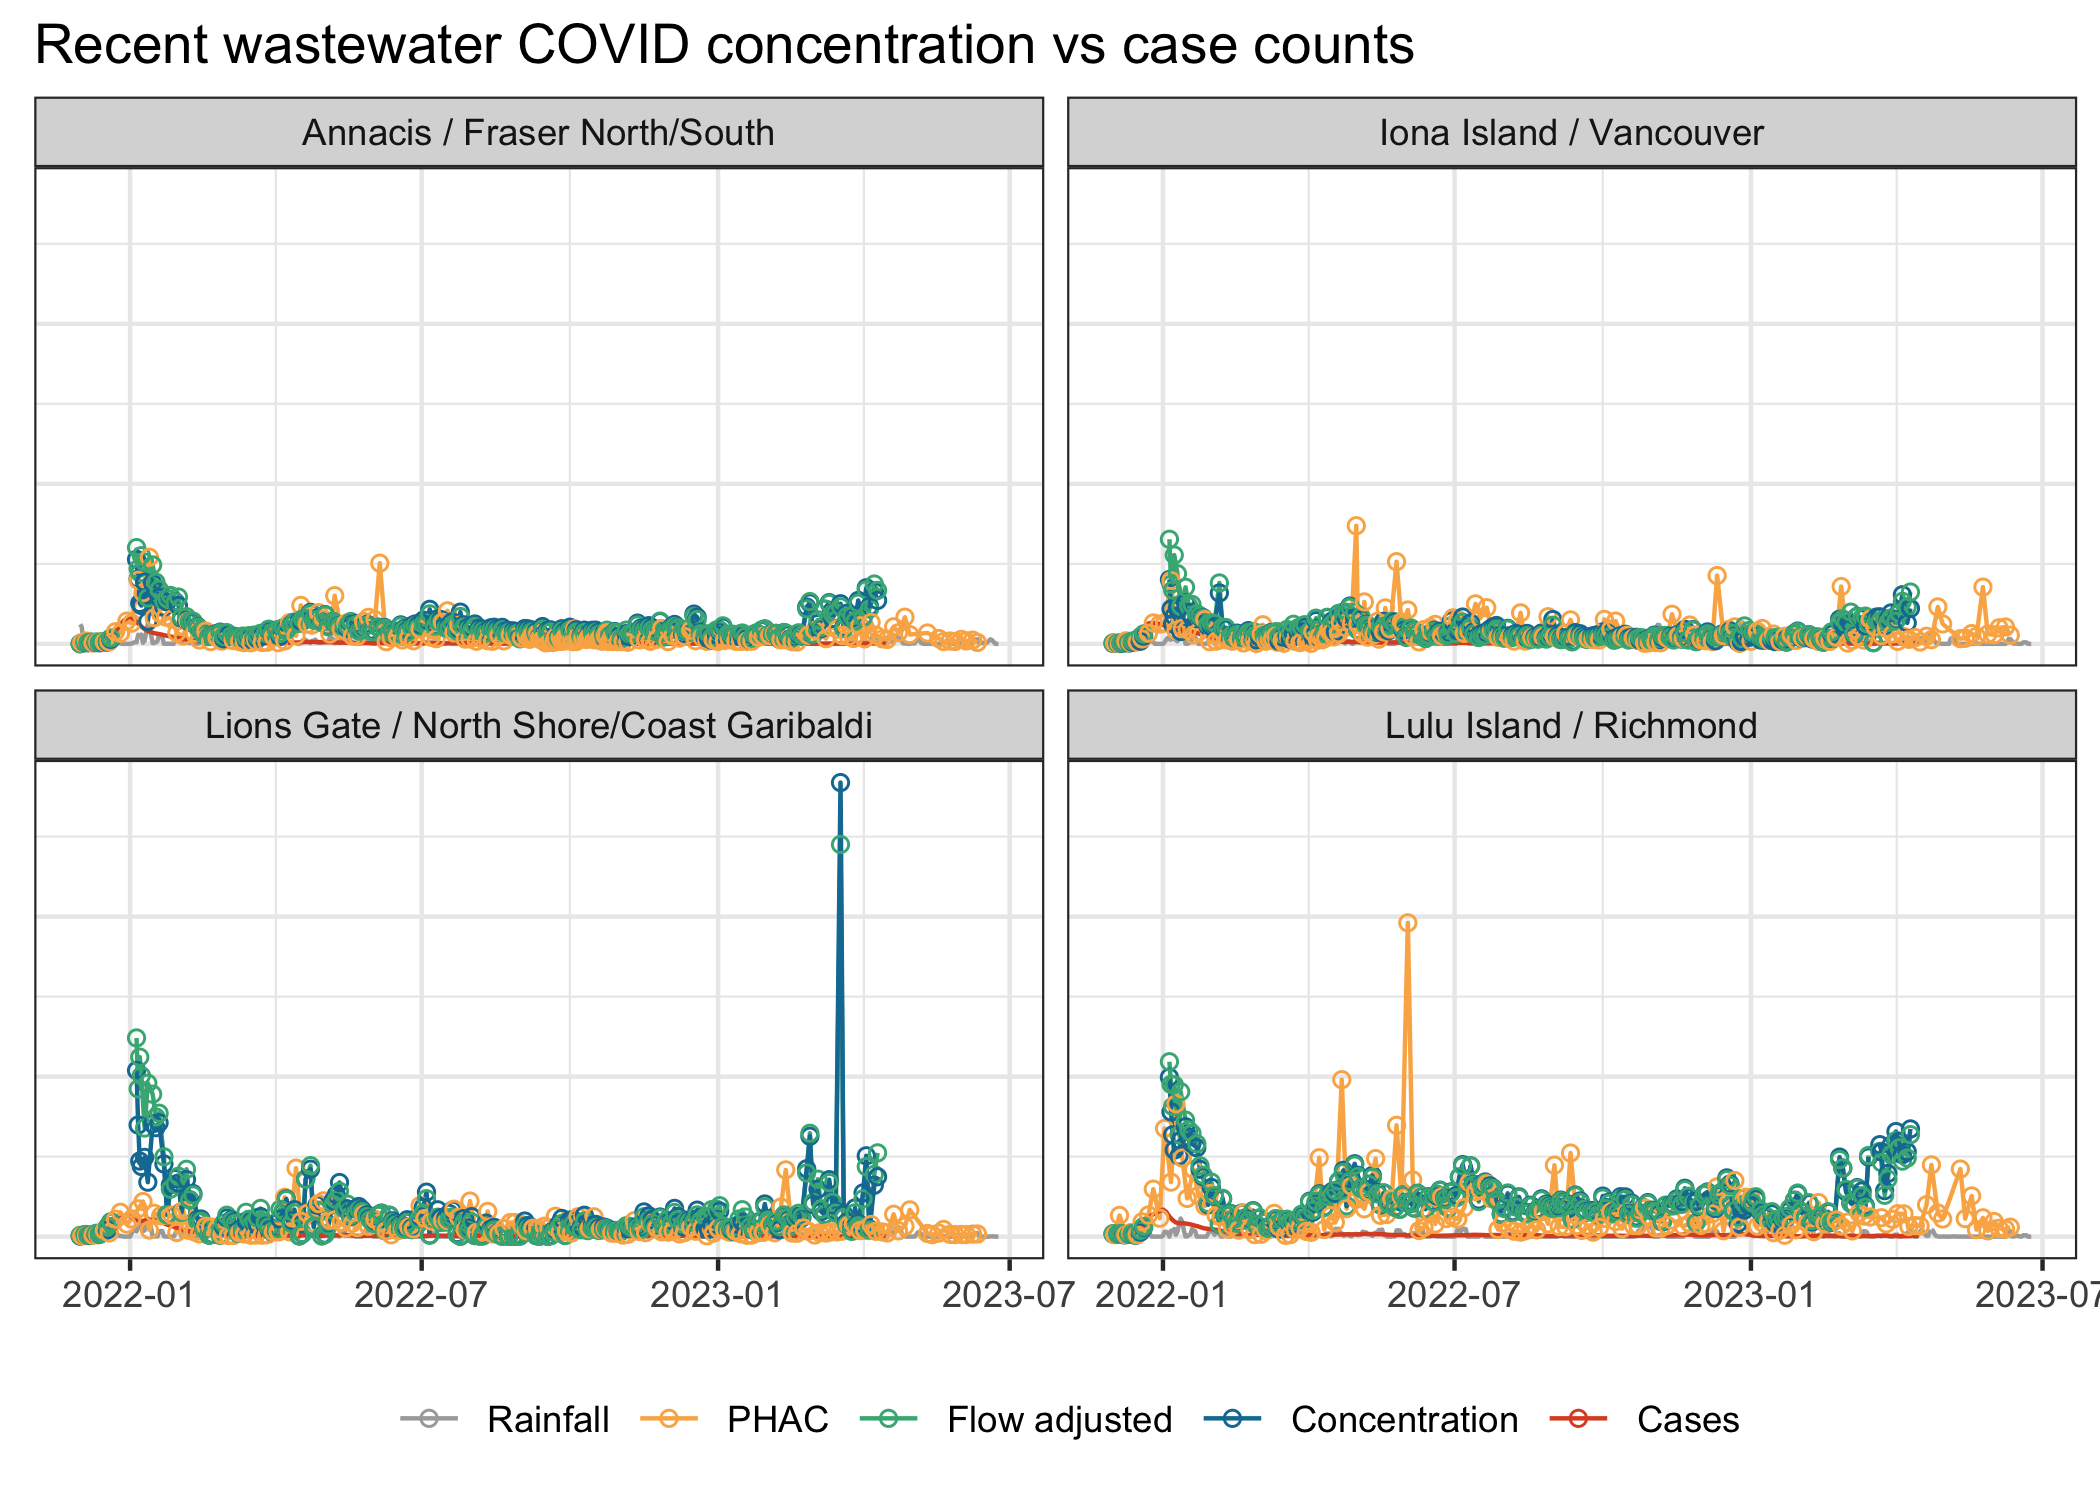 Recent wastewater COVID concentration vs case counts
Annacis / Fraser North/South
Iona Island / Vancouver
Lions Gate / North Shore/Coast Garibaldi
Lulu Island / Richmond
2022-01 2022-07 2023-01 2023-07 2022-01 2022-07 2023-01 2023-07
Rainfall PHAC Flow adjusted Concentration Cases